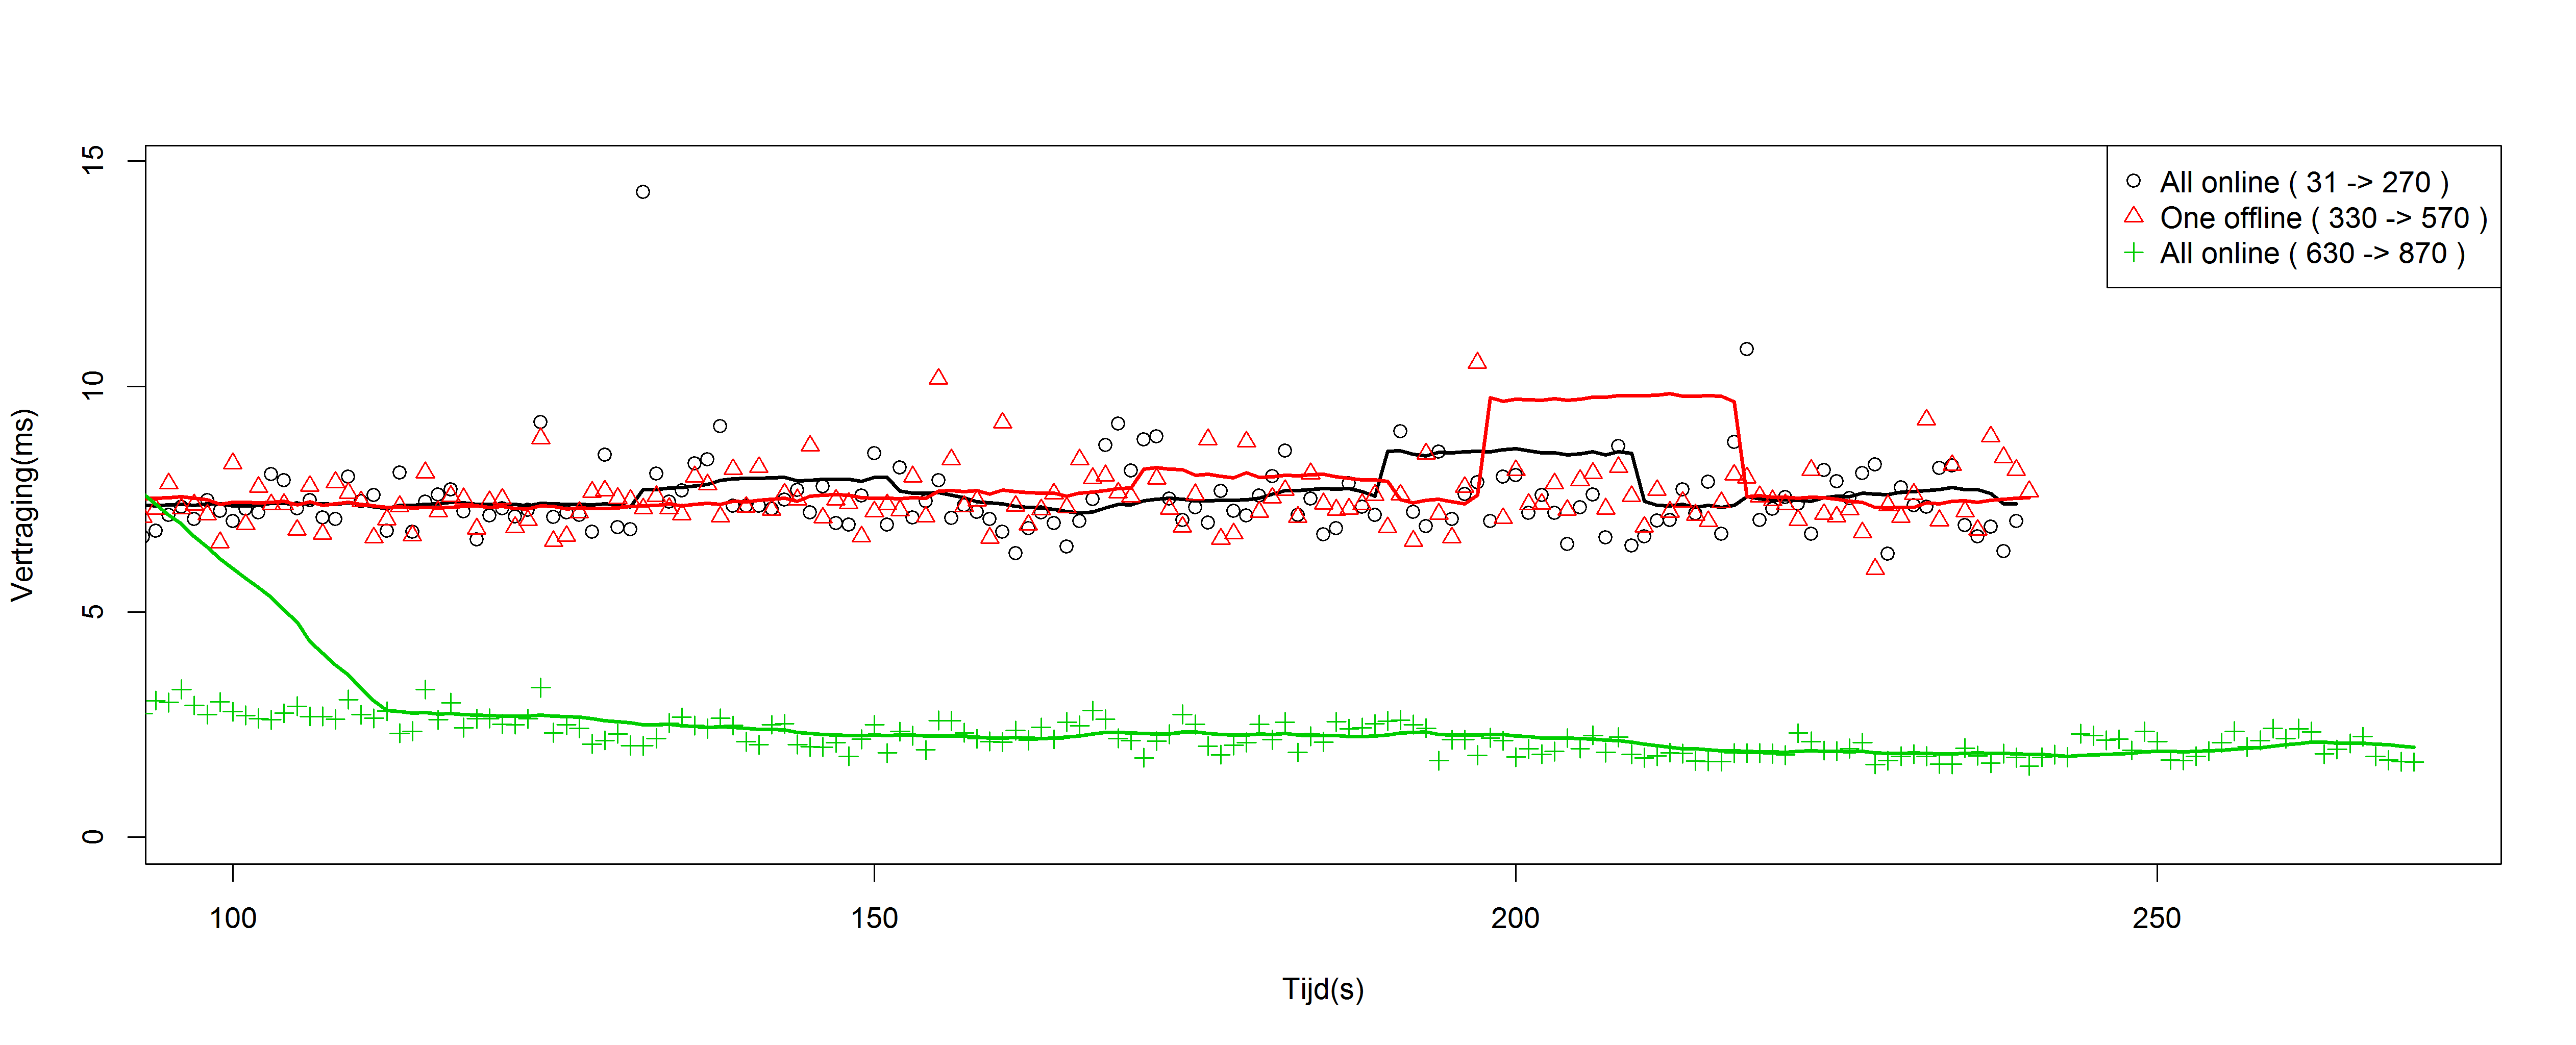 15
10
5
0
Vertraging(ms)
All online ( 31 -> 270 )
One offline ( 330 -> 570 )
All online ( 630 -> 870 )
100 150 200 250
Tijd(s)